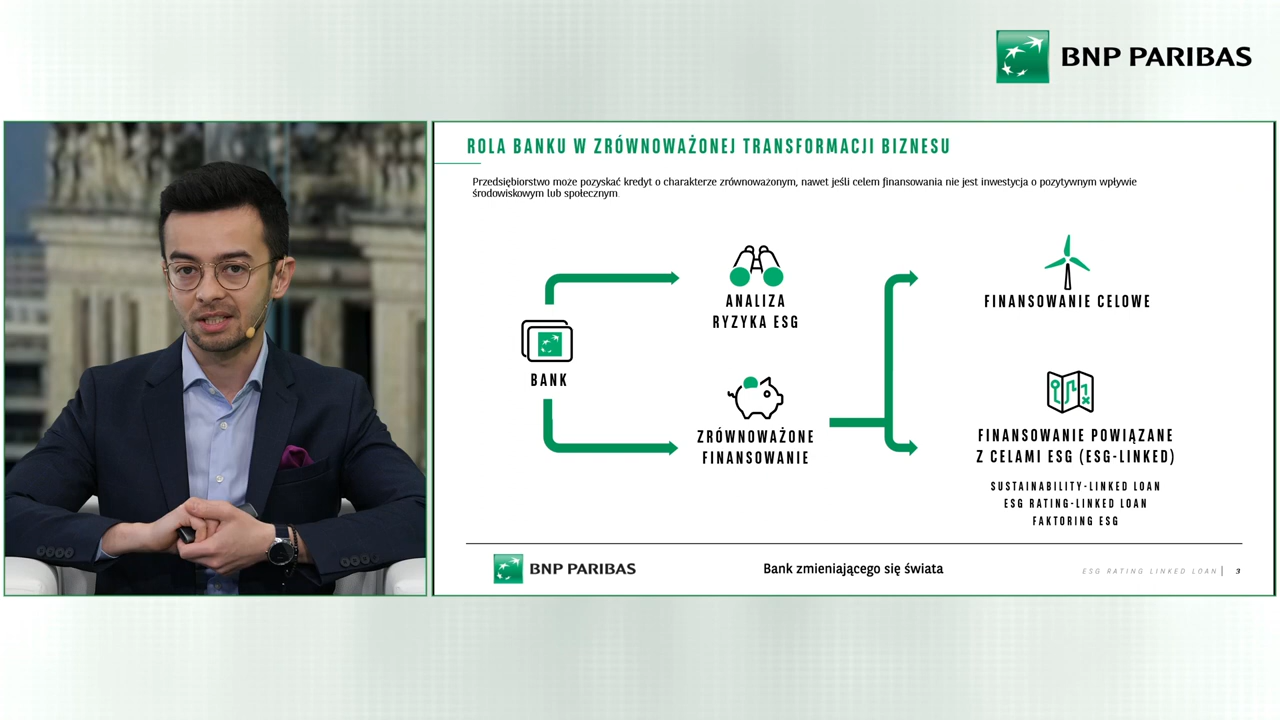 BNP PARIBAS
ROLA BANKU W ZRÓWNOWAŻONEJ TRANSFORMACJI BIZNESU
Przedsiębiorstwo może pozyskać kredyt o charakterze zrównoważonym, nawet jeśli celem finansowania nie jest inwestycja o pozytywnym wpływie
środowiskowym lub społecznym.
ANALIZA
RYZYKA ESG
FINANSOWANIE CELOWE
BANK
ZRÓWNOWAŻONE
FINANSOWANIE
FINANSOWANIE POWIĄZANE
Z CELAMI ESG (ESG-LINKED)
SUSTAINABILITY-LINKED LOAN
ESG RATING-LINKED LOAN
FAKTORING ESG
BNP PARIBAS
Bank zmieniającego się świata
ESG RATING LINKED LOAN | 3